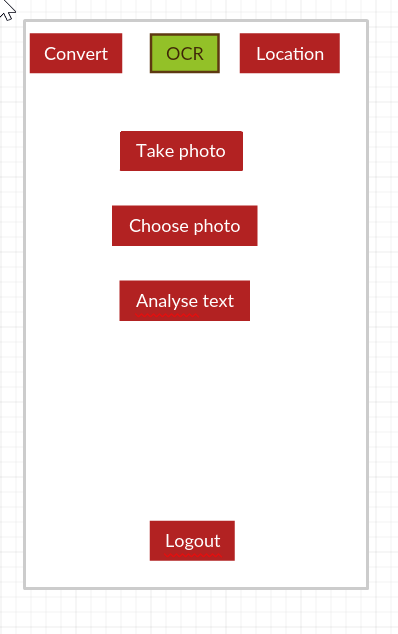 Convert OCR Location
Take photo
Choose photo
Analyse text
Logout